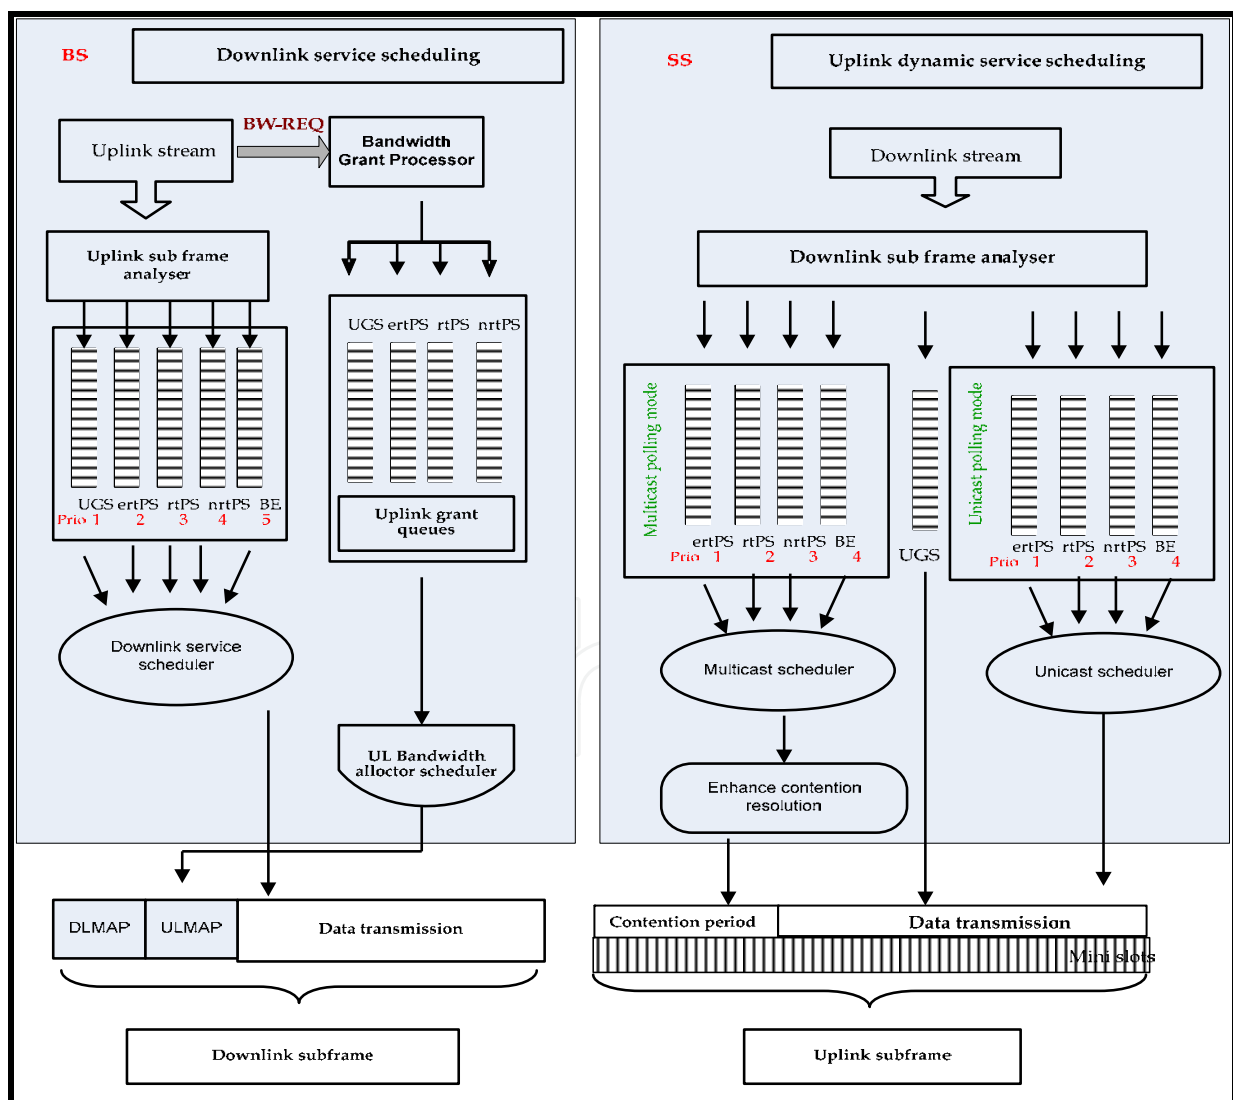 BS
Downlink service scheduling
BW-REQ
Uplink stream
Bandwidth
Grant Processor
Uplink sub frame
analyser
UGS ertPS rtPS nrtPS BE
Prio 1 2 3 4 5
UGS ertPS rtPS nrtPS
Uplink grant
queues
Downlink service
scheduler
UL Bandwidth
alloctor scheduler
DLMAP ULMAP Data transmission
Downlink subframe
SS
Uplink dynamic service scheduling
Downlink stream
Downlink sub frame analyser
Multicast polling mode
ertPS rtPS nrtPS BE
Prio 1 2 3 4
UGS
Unicast polling mode
ertPS rtPS nrtPS BE
Prio 1 2 3 4
Multicast scheduler
Unicast scheduler
Enhance contention
resolution
Contention period Data transmission
Mini slots
Uplink subframe